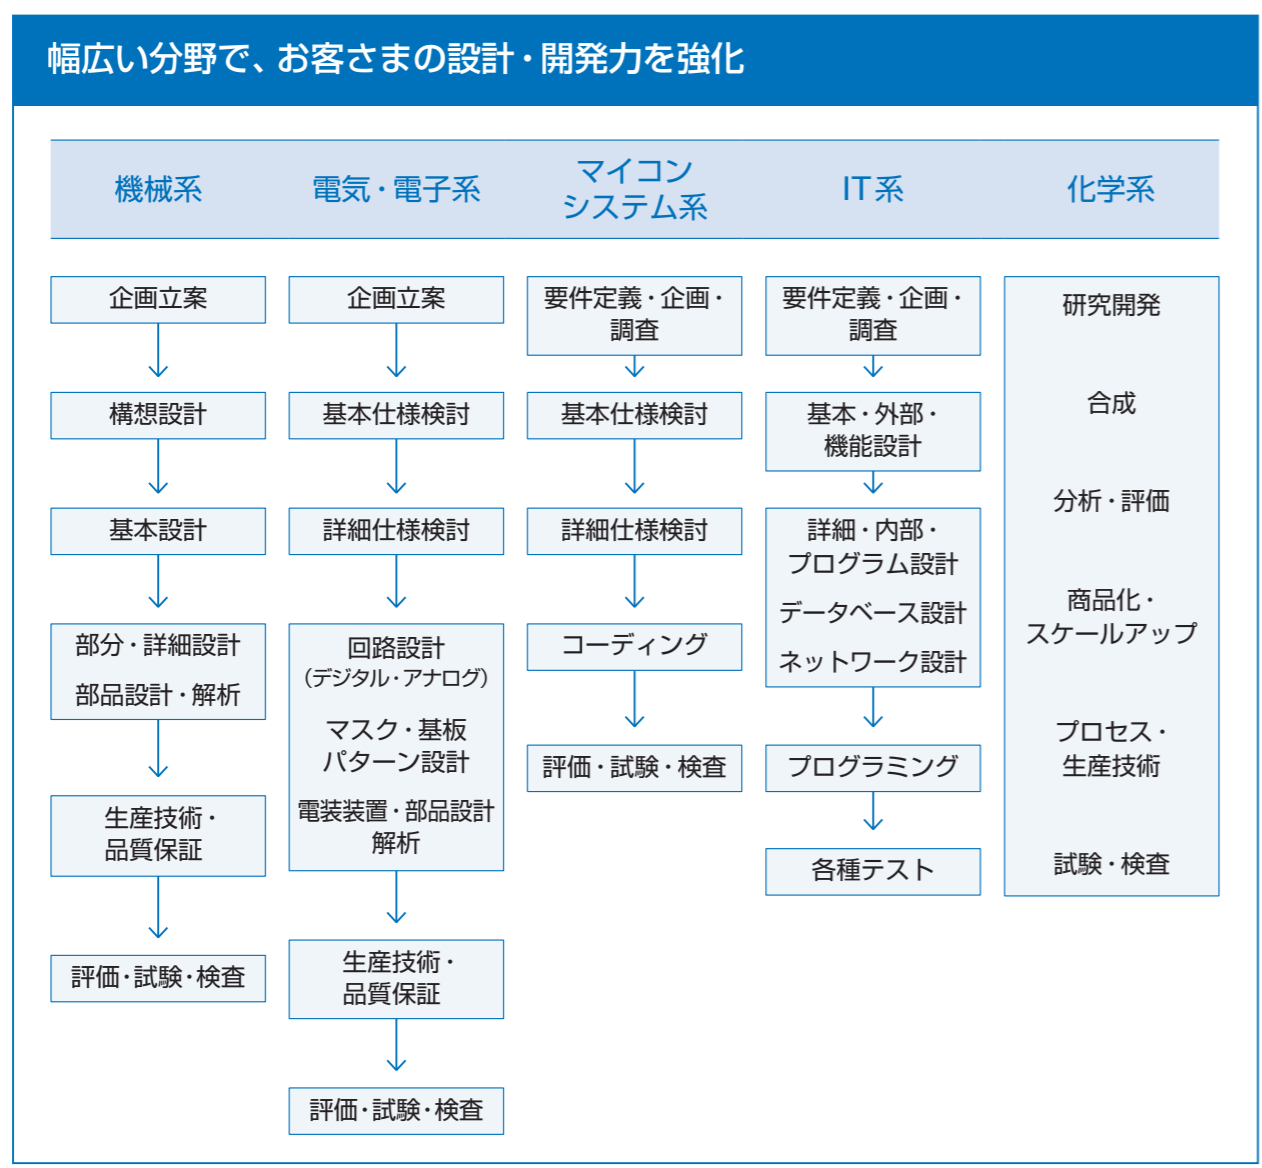 幅広い分野で、お客さまの設計・開発力を強化
機械系
電気・電子系
マイコン
システム系
IT系
化学系
企画立案
構想設計
基本設計
部分・詳細設計
部品設計・解析
生産技術・
品質保証
評価・試験・検査
企画立案
基本仕様検討
詳細仕様検討
回路設計
（デジタル・アナログ）
マスク・基板
パターン設計
電装装置・部品設計
解析
生産技術・
品質保証
評価・試験・検査
要件定義・企画・
調査
基本仕様検討
詳細仕様検討
コーディング
評価・試験・検査
要件定義・企画・
調査
基本・外部・
機能設計
詳細・内部・
プログラム設計
データベース設計
ネットワーク設計
プログラミング
各種テスト
研究開発
合成
分析・評価
商品化・
スケールアップ
プロセス・
生産技術
試験・検査